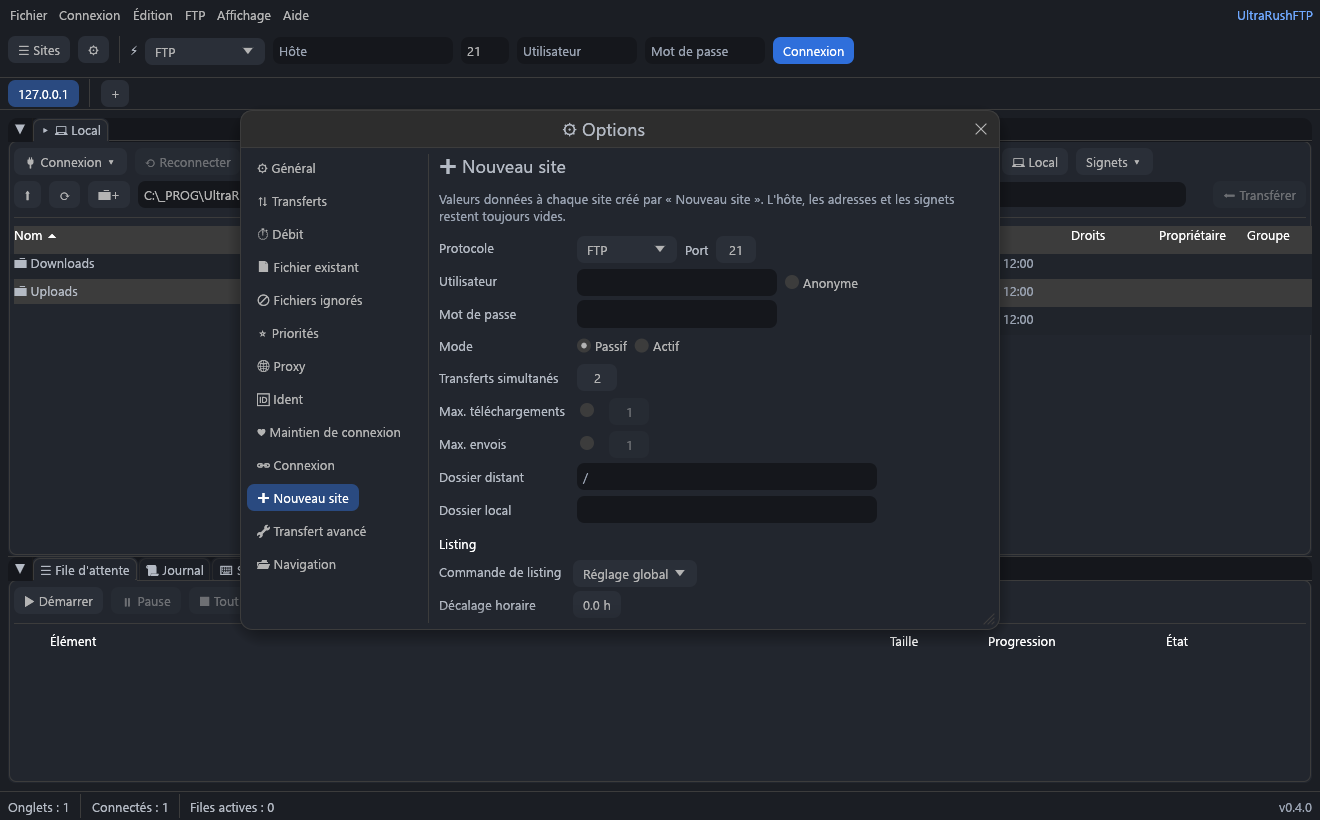 Fichier Connexion Édition FTP Affichage Aide UltraRushFTP
Sites FTP Hôte 21 Utilisateur Mot de passe Connexion
127.0.0.1 +
Local
Options
Connexion Reconnecter Local Signets
C:\_PROG\UltraR Transférer
Nom Droits Propriétaire Groupe
Downloads 12:00
Uploads 12:00
12:00
Général
Transferts
Débit
Fichier existant
Fichiers ignorés
Priorités
Proxy
Ident
Maintien de connexion
Connexion
Nouveau site
Transfert avancé
Navigation
Nouveau site
Valeurs données à chaque site créé par « Nouveau site ». L'hôte, les adresses et les signets
restent toujours vides.
Protocole FTP Port 21
Utilisateur Anonyme
Mot de passe
Mode Passif Actif
Transferts simultanés 2
Max. téléchargements 1
Max. envois 1
Dossier distant /
Dossier local
Listing
Commande de listing Réglage global
Décalage horaire 0.0 h
File d'attente Journal
Démarrer Pause Tout
Élément Taille Progression État
Onglets : 1 Connectés : 1 Files actives : 0 v0.4.0